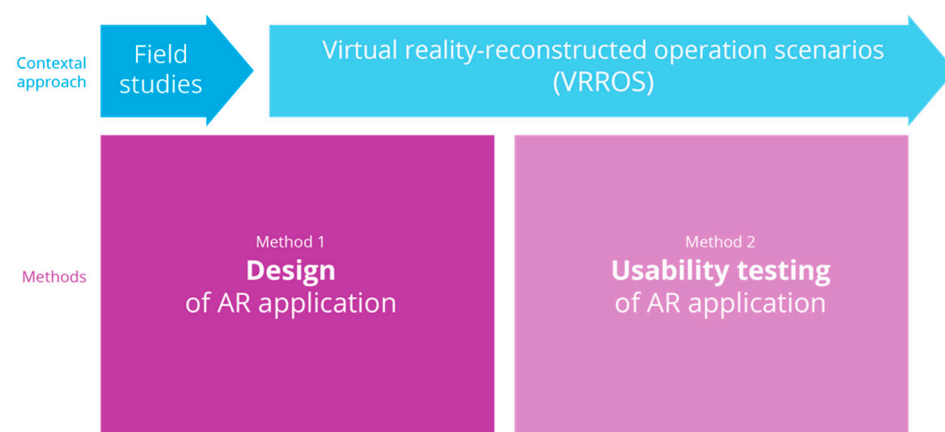 Contextal
approach
Field
studies
Virtual reality-reconstructed operation scenarios
(VRROS)
Methods
Method 1
Design
of AR application
Method 2
Usability testing
of AR application